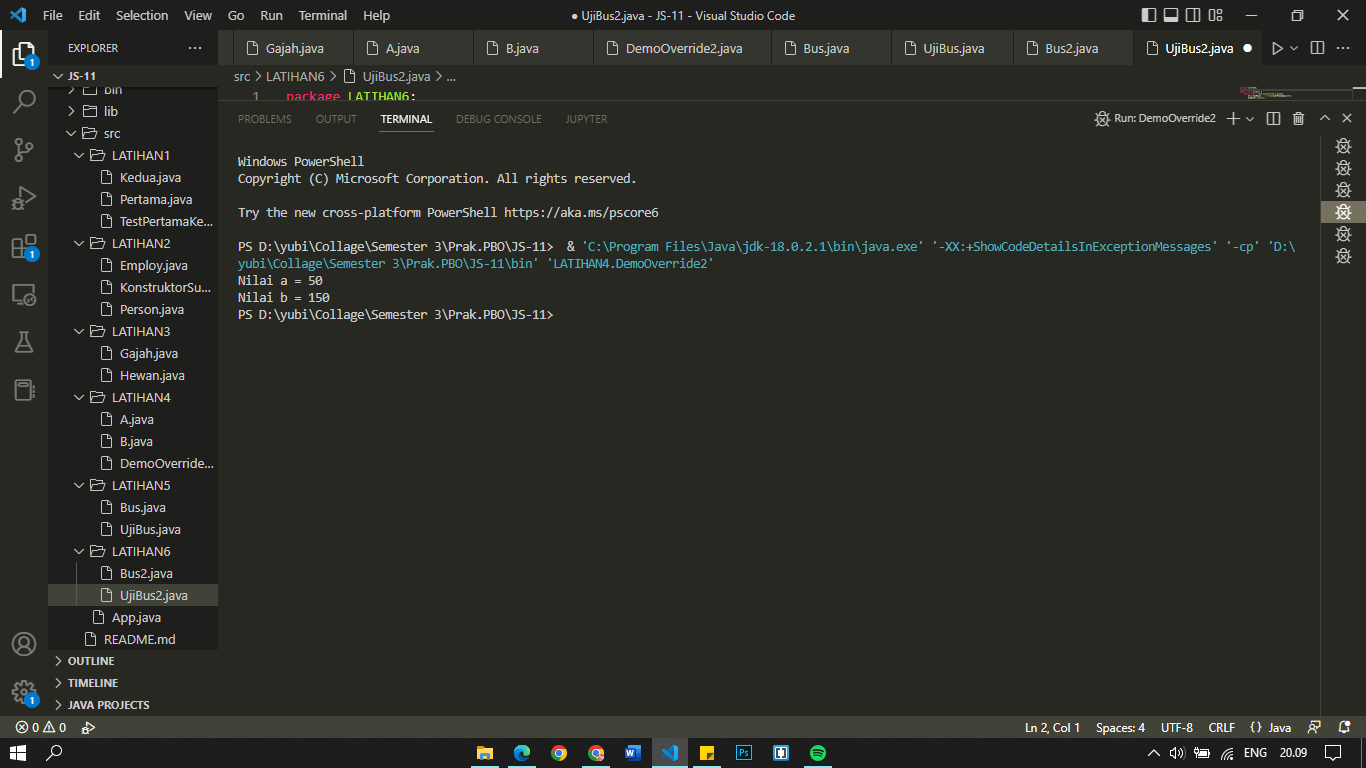 File Edit Selection View Go Run Terminal Help
● UjiBus2.java - JS-11 - Visual Studio Code
EXPLORER
Gajah.java A.java B.java DemoOverride2.java Bus.java UjiBus.java Bus2.java UjiBus2.java
JS-11
bin
lib
src
LATIHAN1
Kedua.java
Pertama.java
TestPertamaKe...
LATIHAN2
Employ.java
KonstruktorSu...
Person.java
LATIHAN3
Gajah.java
Hewan.java
LATIHAN4
A.java
B.java
DemoOverride...
LATIHAN5
Bus.java
UjiBus.java
LATIHAN6
Bus2.java
UjiBus2.java
App.java
README.md
OUTLINE
TIMELINE
JAVA PROJECTS
src > LATIHAN6 > UjiBus2.java > ...
1 package LATIHAN6;
PROBLEMS OUTPUT TERMINAL DEBUG CONSOLE JUPYTER
Run: DemoOverride2
Windows PowerShell
Copyright (C) Microsoft Corporation. All rights reserved.
Try the new cross-platform PowerShell https://aka.ms/pscore6
PS D:\yubi\Collage\Semester 3\Prak.PBO\JS-11>  & 'C:\Program Files\Java\jdk-18.0.2.1\bin\java.exe' '-XX:+ShowCodeDetailsInExceptionMessages' '-cp' 'D:\
yubi\Collage\Semester 3\Prak.PBO\JS-11\bin' 'LATIHAN4.DemoOverride2'
Nilai a = 50
Nilai b = 150
PS D:\yubi\Collage\Semester 3\Prak.PBO\JS-11>
1
1
1
0 0
Ln 2, Col 1 Spaces: 4 UTF-8 CRLF {} Java
ENG 20.09